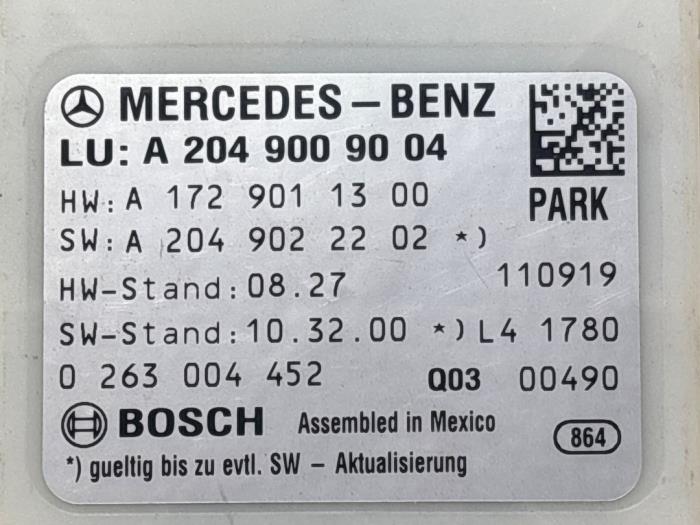 MERCEDES-BENZ
LU: A 204 900 90 04
HW: A 172 901 13 00
PARK
SW: A 204 902 22 02 *)
HW-Stand: 08.27 110919
SW-Stand: 10.32.00 *) L4 1780
0 263 004 452 Q03 00490
BOSCH Assembled in Mexico 864
*) gueltig bis zu evtl. SW - Aktualisierung